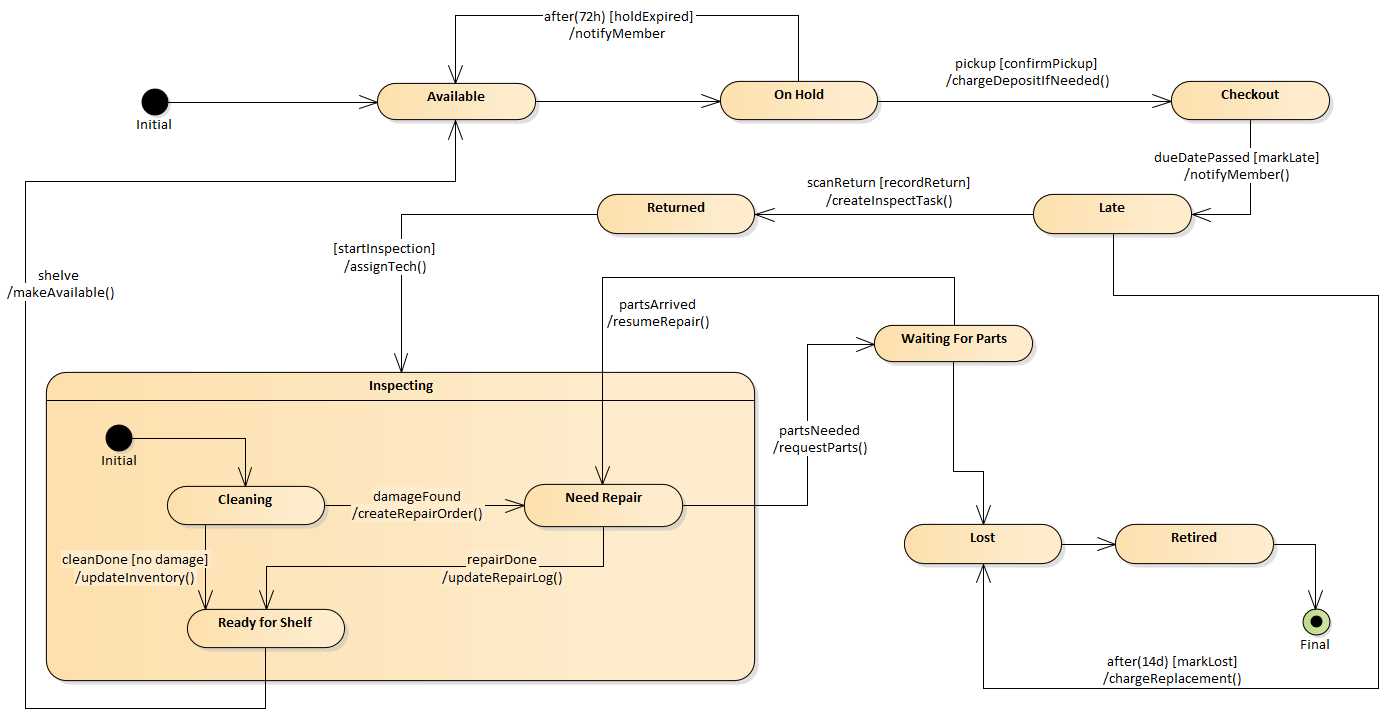 after(72h) [holdExpired]
/notifyMember
Initial
Available
On Hold
pickup [confirmPickup]
/chargeDepositIfNeeded()
Checkout
dueDatePassed [markLate]
/notifyMember()
scanReturn [recordReturn]
/createInspectTask()
Returned
Late
[startInspection]
/assignTech()
shelve
/makeAvailable()
partsArrived
/resumeRepair()
Waiting For Parts
Inspecting
Initial
partsNeeded
/requestParts()
Cleaning
damageFound
/createRepairOrder()
Need Repair
cleanDone [no damage]
/updateInventory()
repairDone
/updateRepairLog()
Ready for Shelf
Lost
Retired
Final
after(14d) [markLost]
/chargeReplacement()